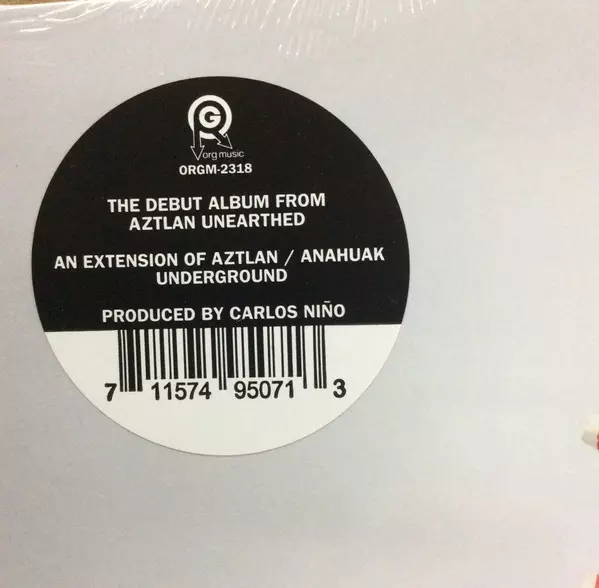 G
org music
ORGM-2318
THE DEBUT ALBUM FROM
AZTLAN UNEARTHED
AN EXTENSION OF AZTLAN / ANAHUAK
UNDERGROUND
PRODUCED BY CARLOS NIÑO
7 11574 95071 3